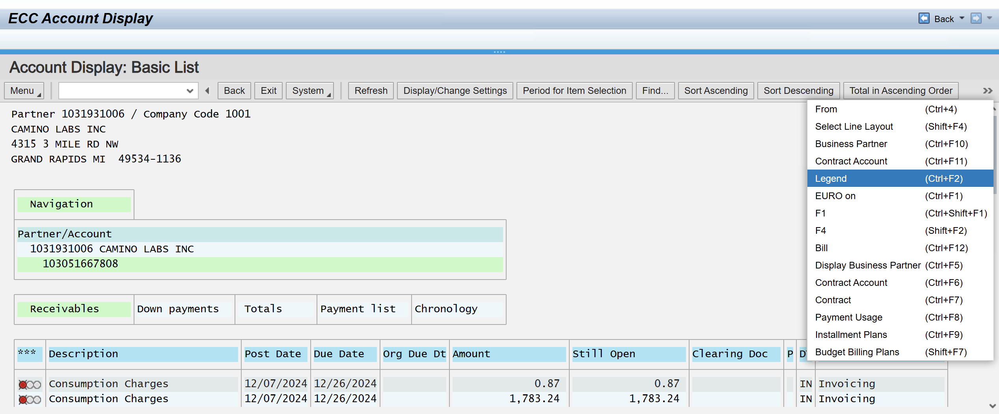 ECC Account Display
Back
Account Display: Basic List
Menu
Back
Exit
System
Refresh
Display/Change Settings
Period for Item Selection
Find...
Sort Ascending
Sort Descending
Total in Ascending Order
From (Ctrl+4)
Select Line Layout (Shift+F4)
Business Partner (Ctrl+F10)
Contract Account (Ctrl+F11)
Legend (Ctrl+F2)
EURO on (Ctrl+F1)
F1 (Ctrl+Shift+F1)
F4 (Shift+F2)
Bill (Ctrl+F12)
Display Business Partner (Ctrl+F5)
Contract Account (Ctrl+F6)
Contract (Ctrl+F7)
Payment Usage (Ctrl+F8)
Installment Plans (Ctrl+F9)
Budget Billing Plans (Shift+F7)
Partner 1031931006 / Company Code 1001
CAMINO LABS INC
4315 3 MILE RD NW
GRAND RAPIDS MI 49534-1136
Navigation
Partner/Account
1031931006 CAMINO LABS INC
103051667808
Receivables Down payments Totals Payment list Chronology
*** Description Post Date Due Date Org Due Dt Amount Still Open Clearing Doc P
Consumption Charges 12/07/2024 12/26/2024 0.87 0.87 IN Invoicing
Consumption Charges 12/07/2024 12/26/2024 1,783.24 1,783.24 IN Invoicing